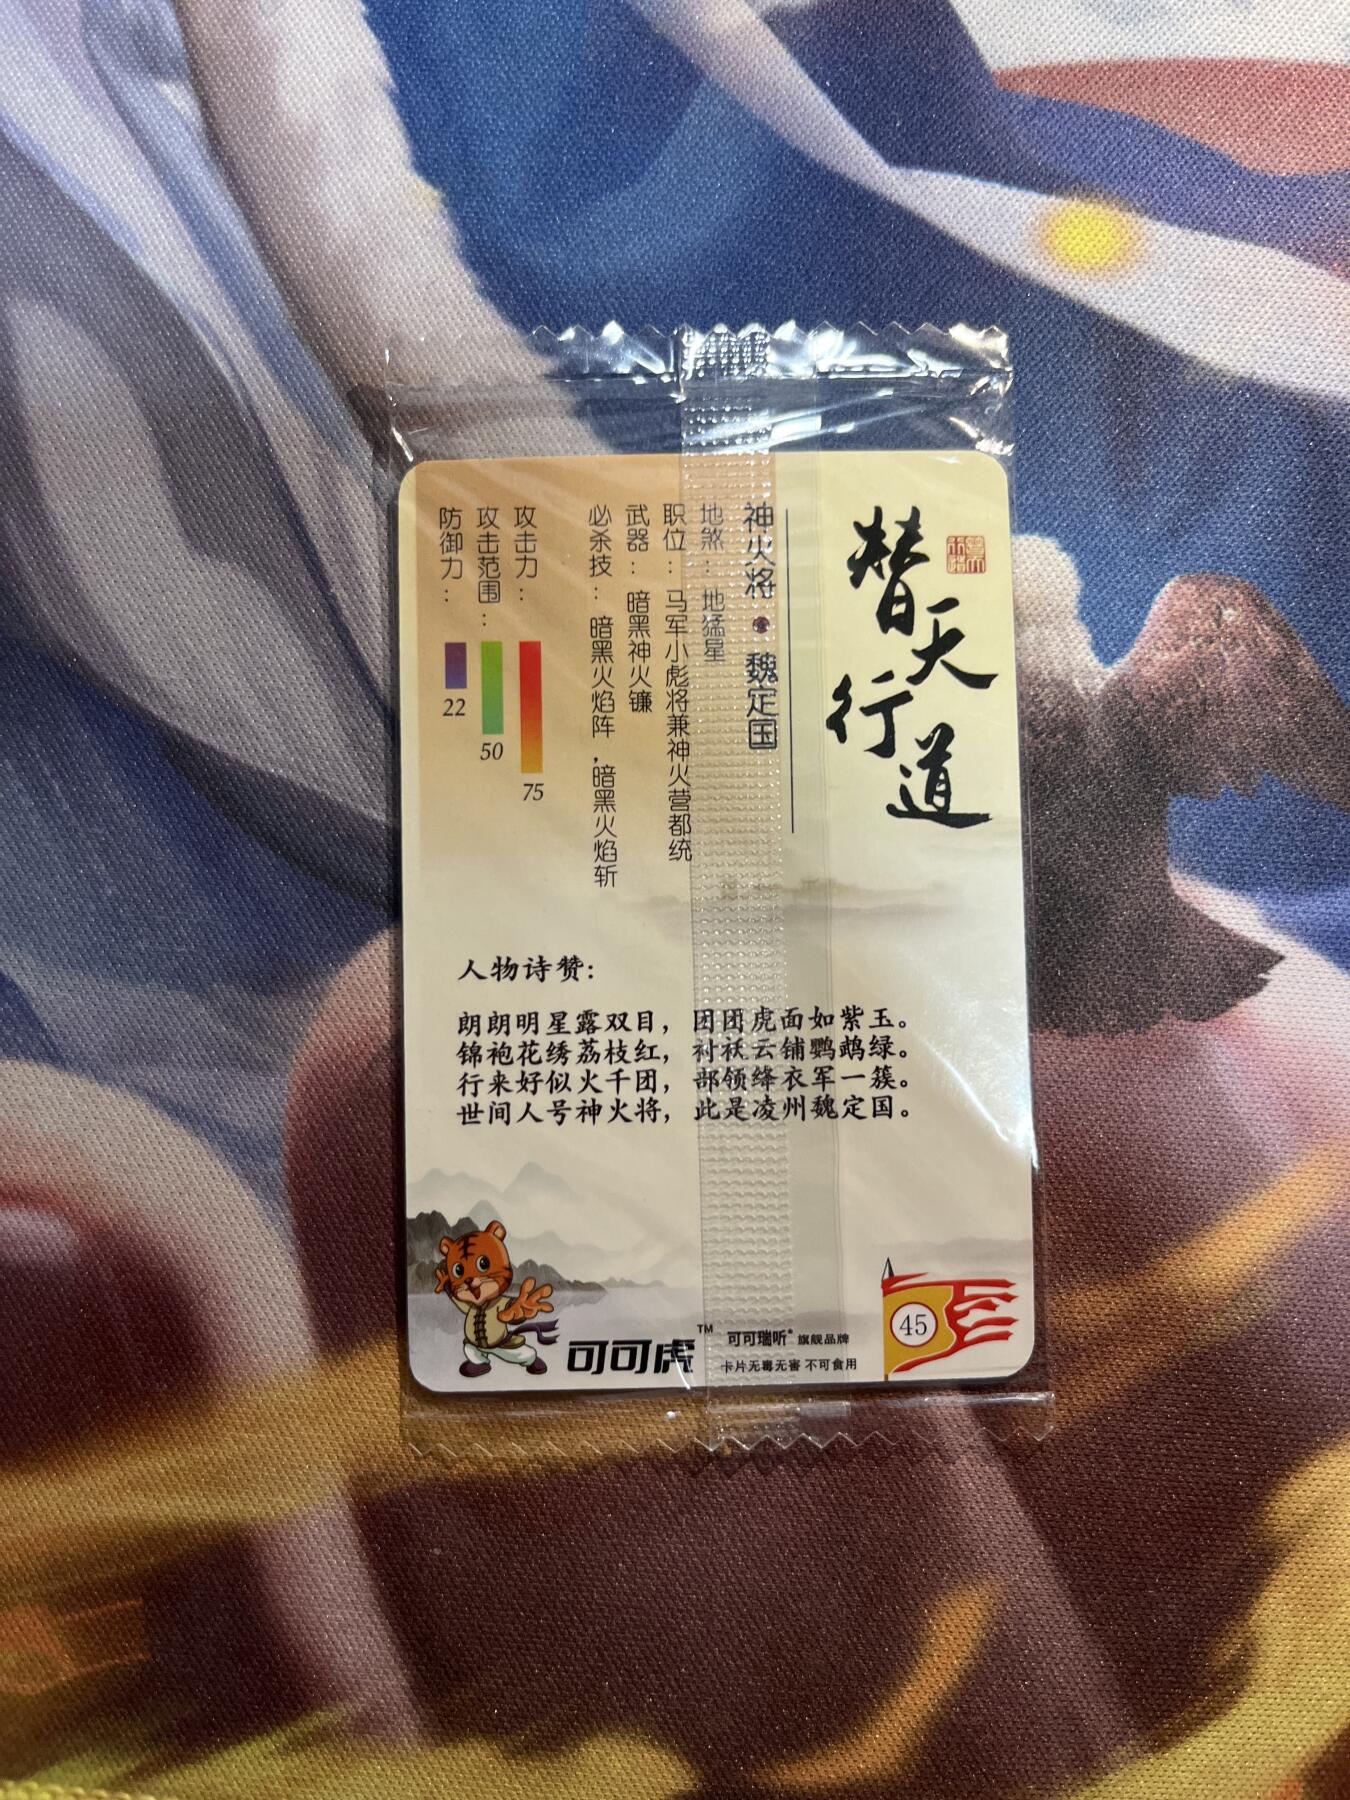 替天行道
替天行道
神火将·魏定国
地煞：地猛星
职位：马军小彪将兼神火营都统
武器：暗黑神火镰
必杀技：暗黑火焰阵，暗黑火焰斩
攻击力：75
攻击范围：50
防御力：22
人物诗赞：
朗朗明星露双目，团团虎面如紫玉。
锦袍花绣荔枝红，衬袄云铺鹦鹉绿。
行来好似火千团，部领绛衣军一簇。
世间人号神火将，此是凌州魏定国。
可可虎™
可可瑞听® 旗舰品牌
卡片无毒无害 不可食用
45